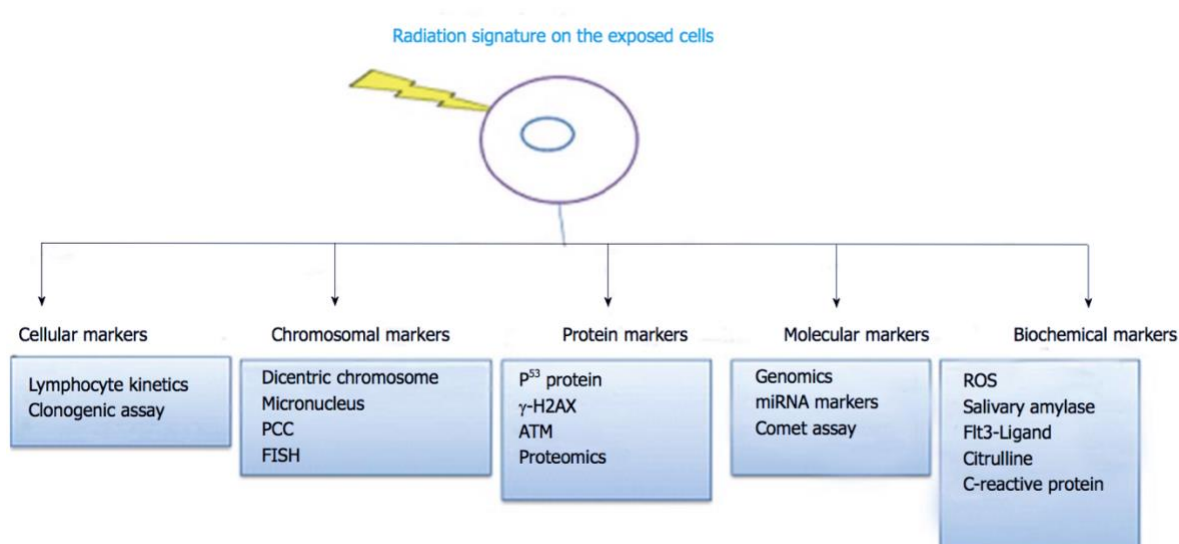 Radiation signature on the exposed cells
Cellular markers
Lymphocyte kinetics
Clonogenic assay
Chromosomal markers
Dicentric chromosome
Micronucleus
PCC
FISH
Protein markers
P⁵³ protein
γ-H2AX
ATM
Proteomics
Molecular markers
Genomics
miRNA markers
Comet assay
Biochemical markers
ROS
Salivary amylase
Flt3-Ligand
Citrulline
C-reactive protein